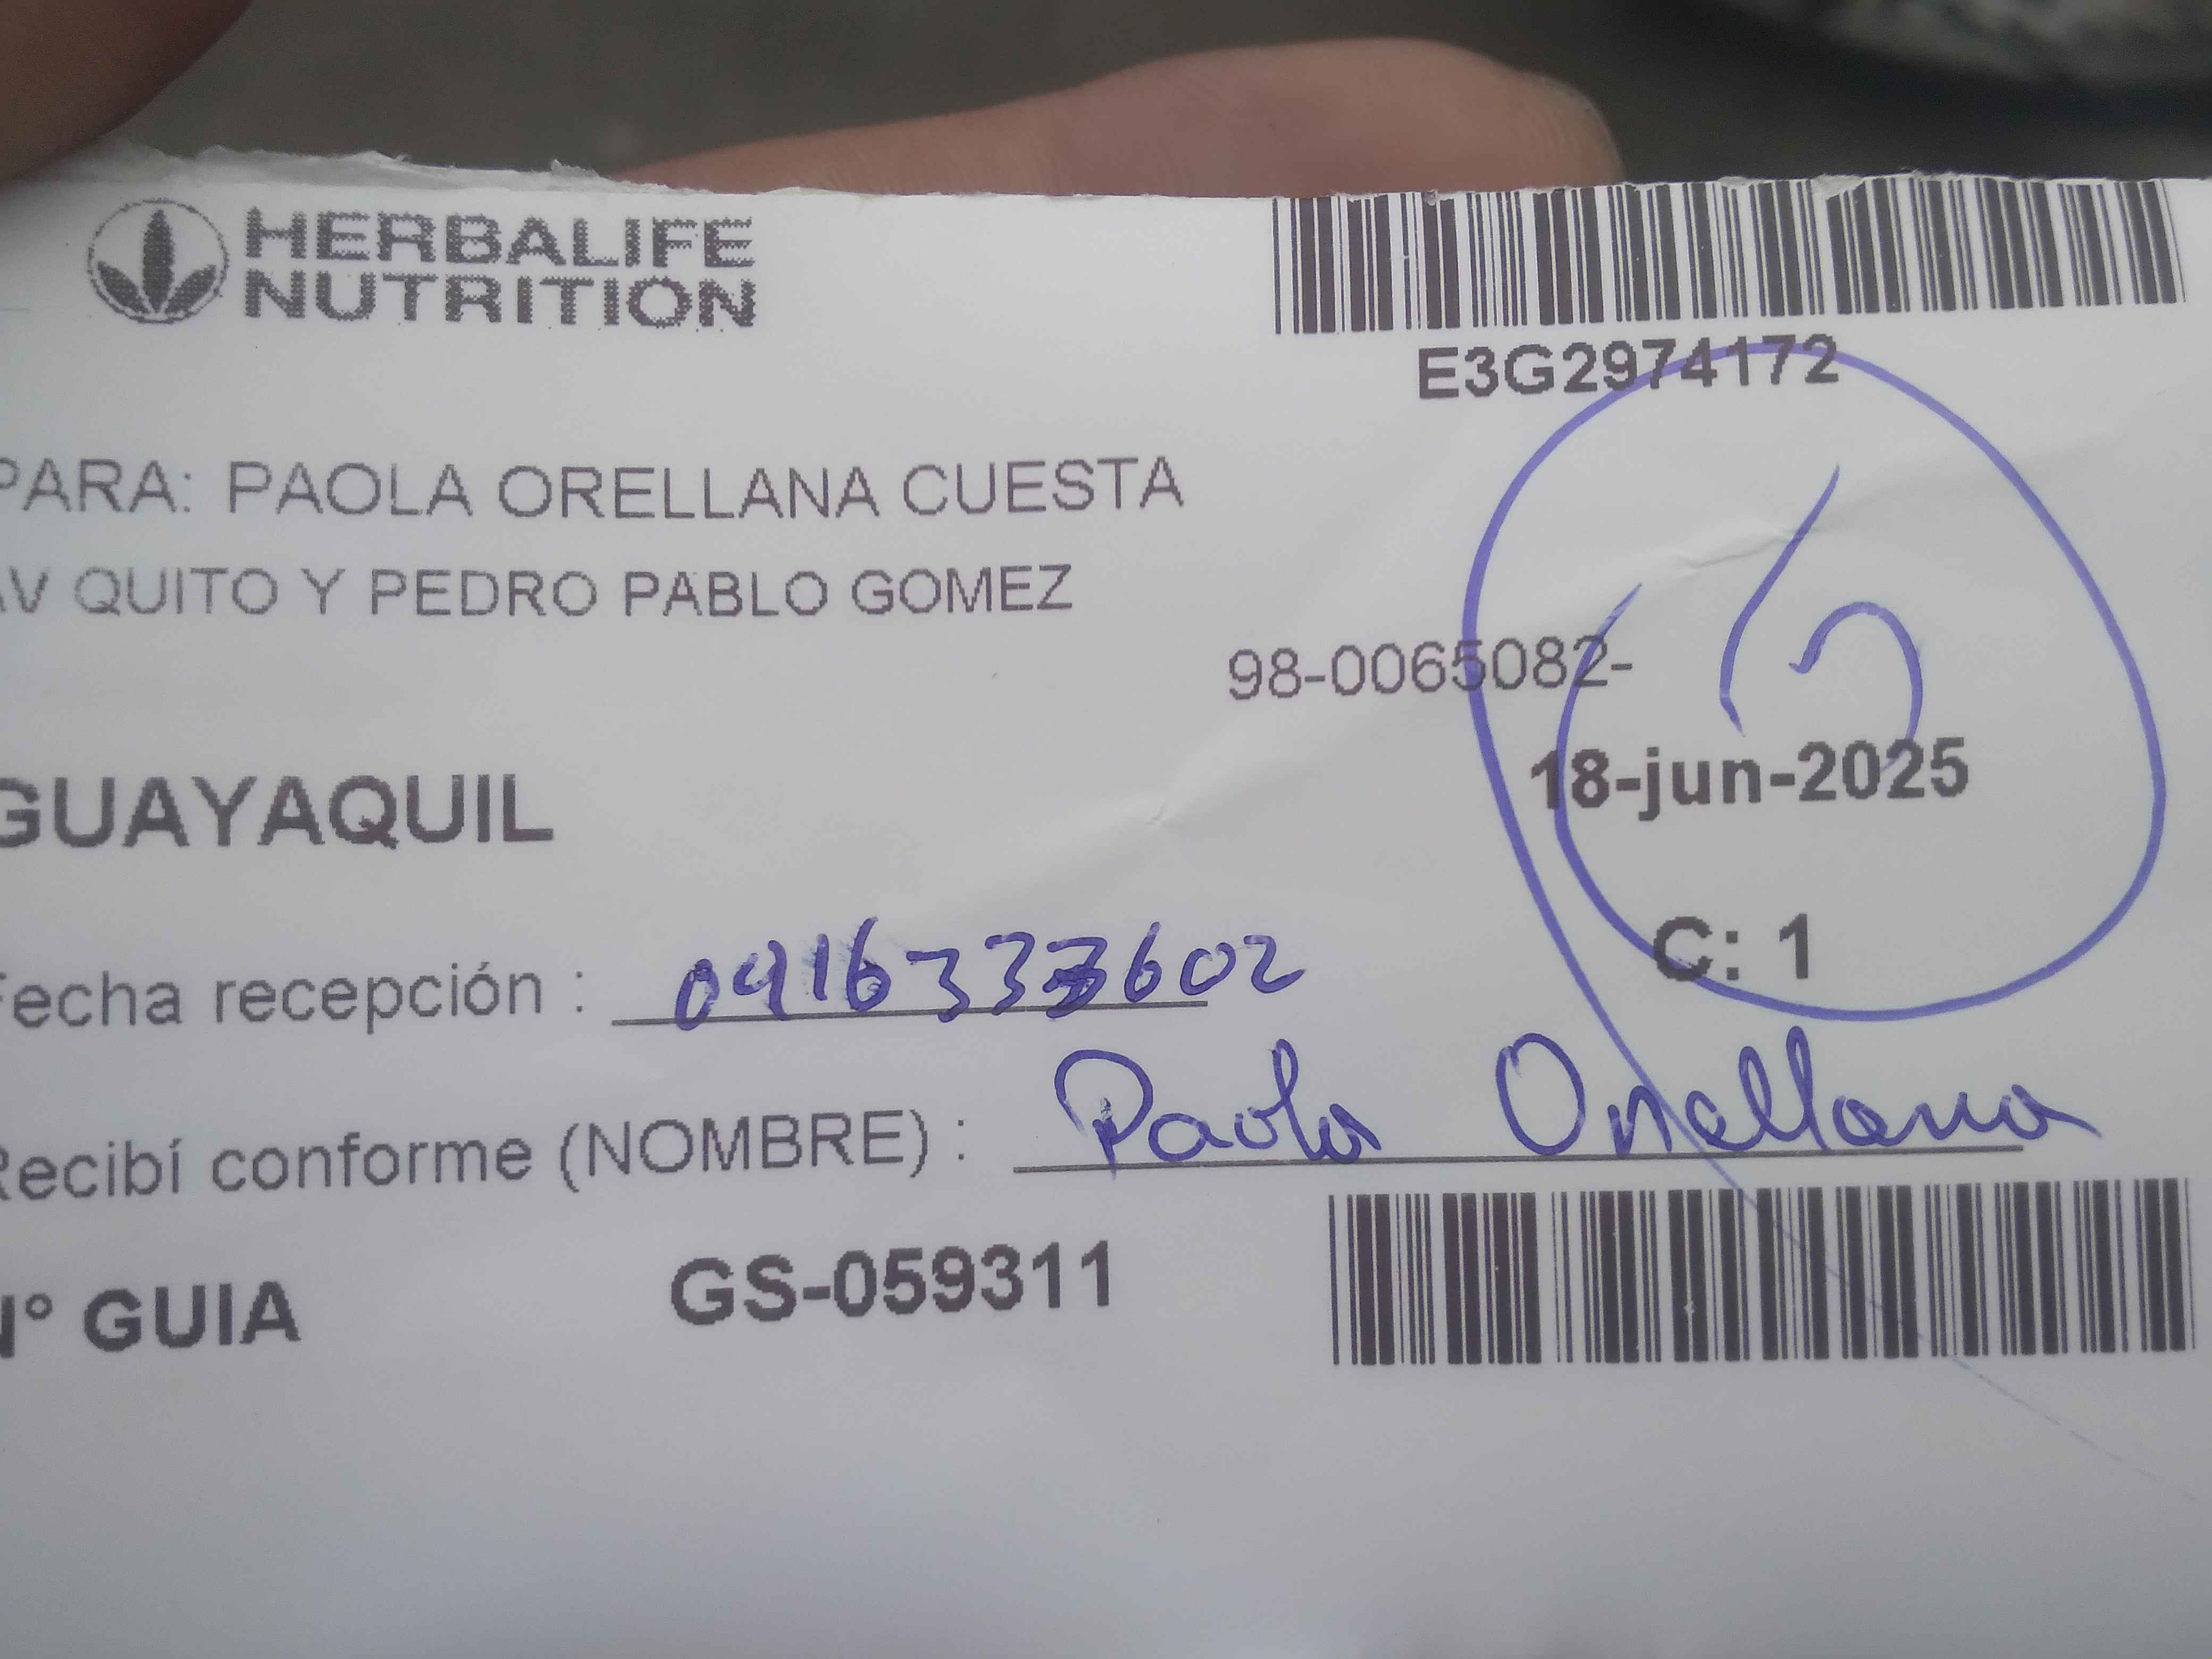 HERBALIFE
NUTRITION
E3G2974172
PARA: PAOLA ORELLANA CUESTA
AV QUITO Y PEDRO PABLO GOMEZ
98-0065082-
18-jun-2025
GUAYAQUIL
C: 1
Fecha recepción : 0916333602
Recibí conforme (NOMBRE) : Paola Orellana
N° GUIA GS-059311